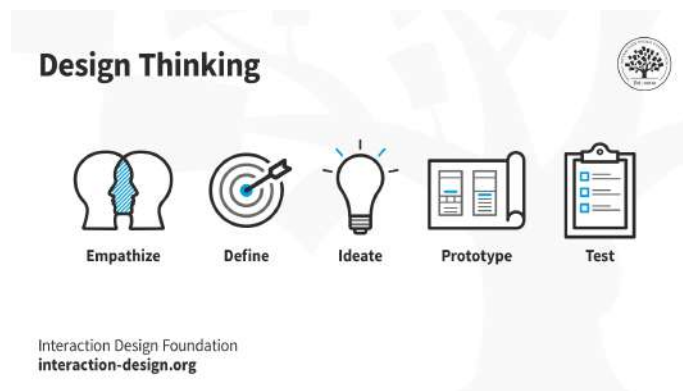 Design Thinking
Empathize
Define
Ideate
Prototype
Test
Interaction Design Foundation
interaction-design.org